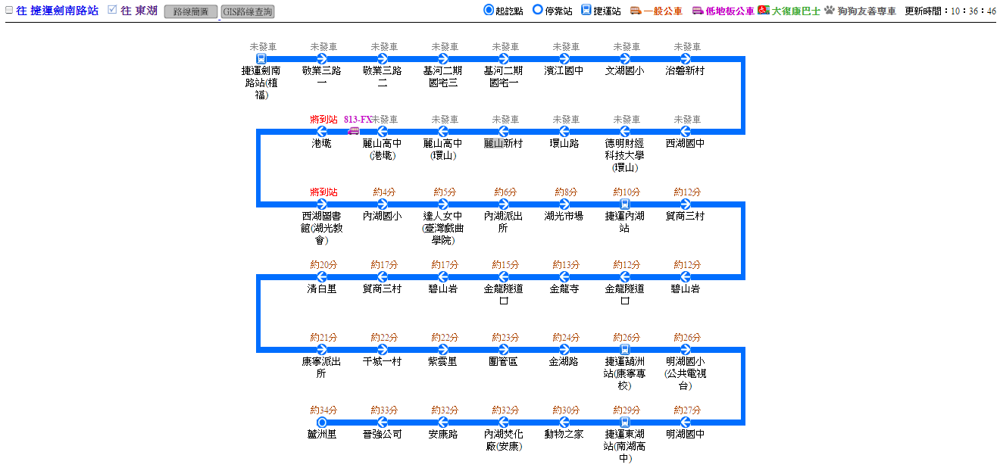 往 捷運劍南路站 往 東湖 路線簡圖 GIS路線查詢 起訖點 停靠站 捷運站 一般公車 低地板公車 大復康巴士 狗狗友善專車 更新時間：10：36：46
未發車 未發車 未發車 未發車 未發車 未發車 未發車 未發車
捷運劍南路站(植福) 敬業三路一 敬業三路二 基河二期國宅三 基河二期國宅一 濱江國中 文湖國小 治磐新村
將到站 813-FX 未發車 未發車 未發車 未發車 未發車 未發車
港墘 麗山高中(港墘) 麗山高中(環山) 麗山新村 環山路 德明財經科技大學(環山) 西湖國中
將到站 約4分 約5分 約6分 約8分 約10分 約12分
西湖圖書館(湖光教會) 內湖國小 達人女中(臺灣戲曲學院) 內湖派出所 湖光市場 捷運內湖站 貿商三村
約20分 約17分 約17分 約15分 約13分 約12分 約12分
清白里 貿商三村 碧山岩 金龍隧道口 金龍寺 金龍隧道口 碧山岩
約21分 約22分 約22分 約23分 約24分 約26分 約26分
康寧派出所 干城一村 紫雲里 團管區 金湖路 捷運葫洲站(康寧專校) 明湖國小(公共電視台)
約34分 約33分 約32分 約32分 約30分 約29分 約27分
蘆洲里 晉強公司 安康路 內湖焚化廠(安康) 動物之家 捷運東湖站(南湖高中) 明湖國中